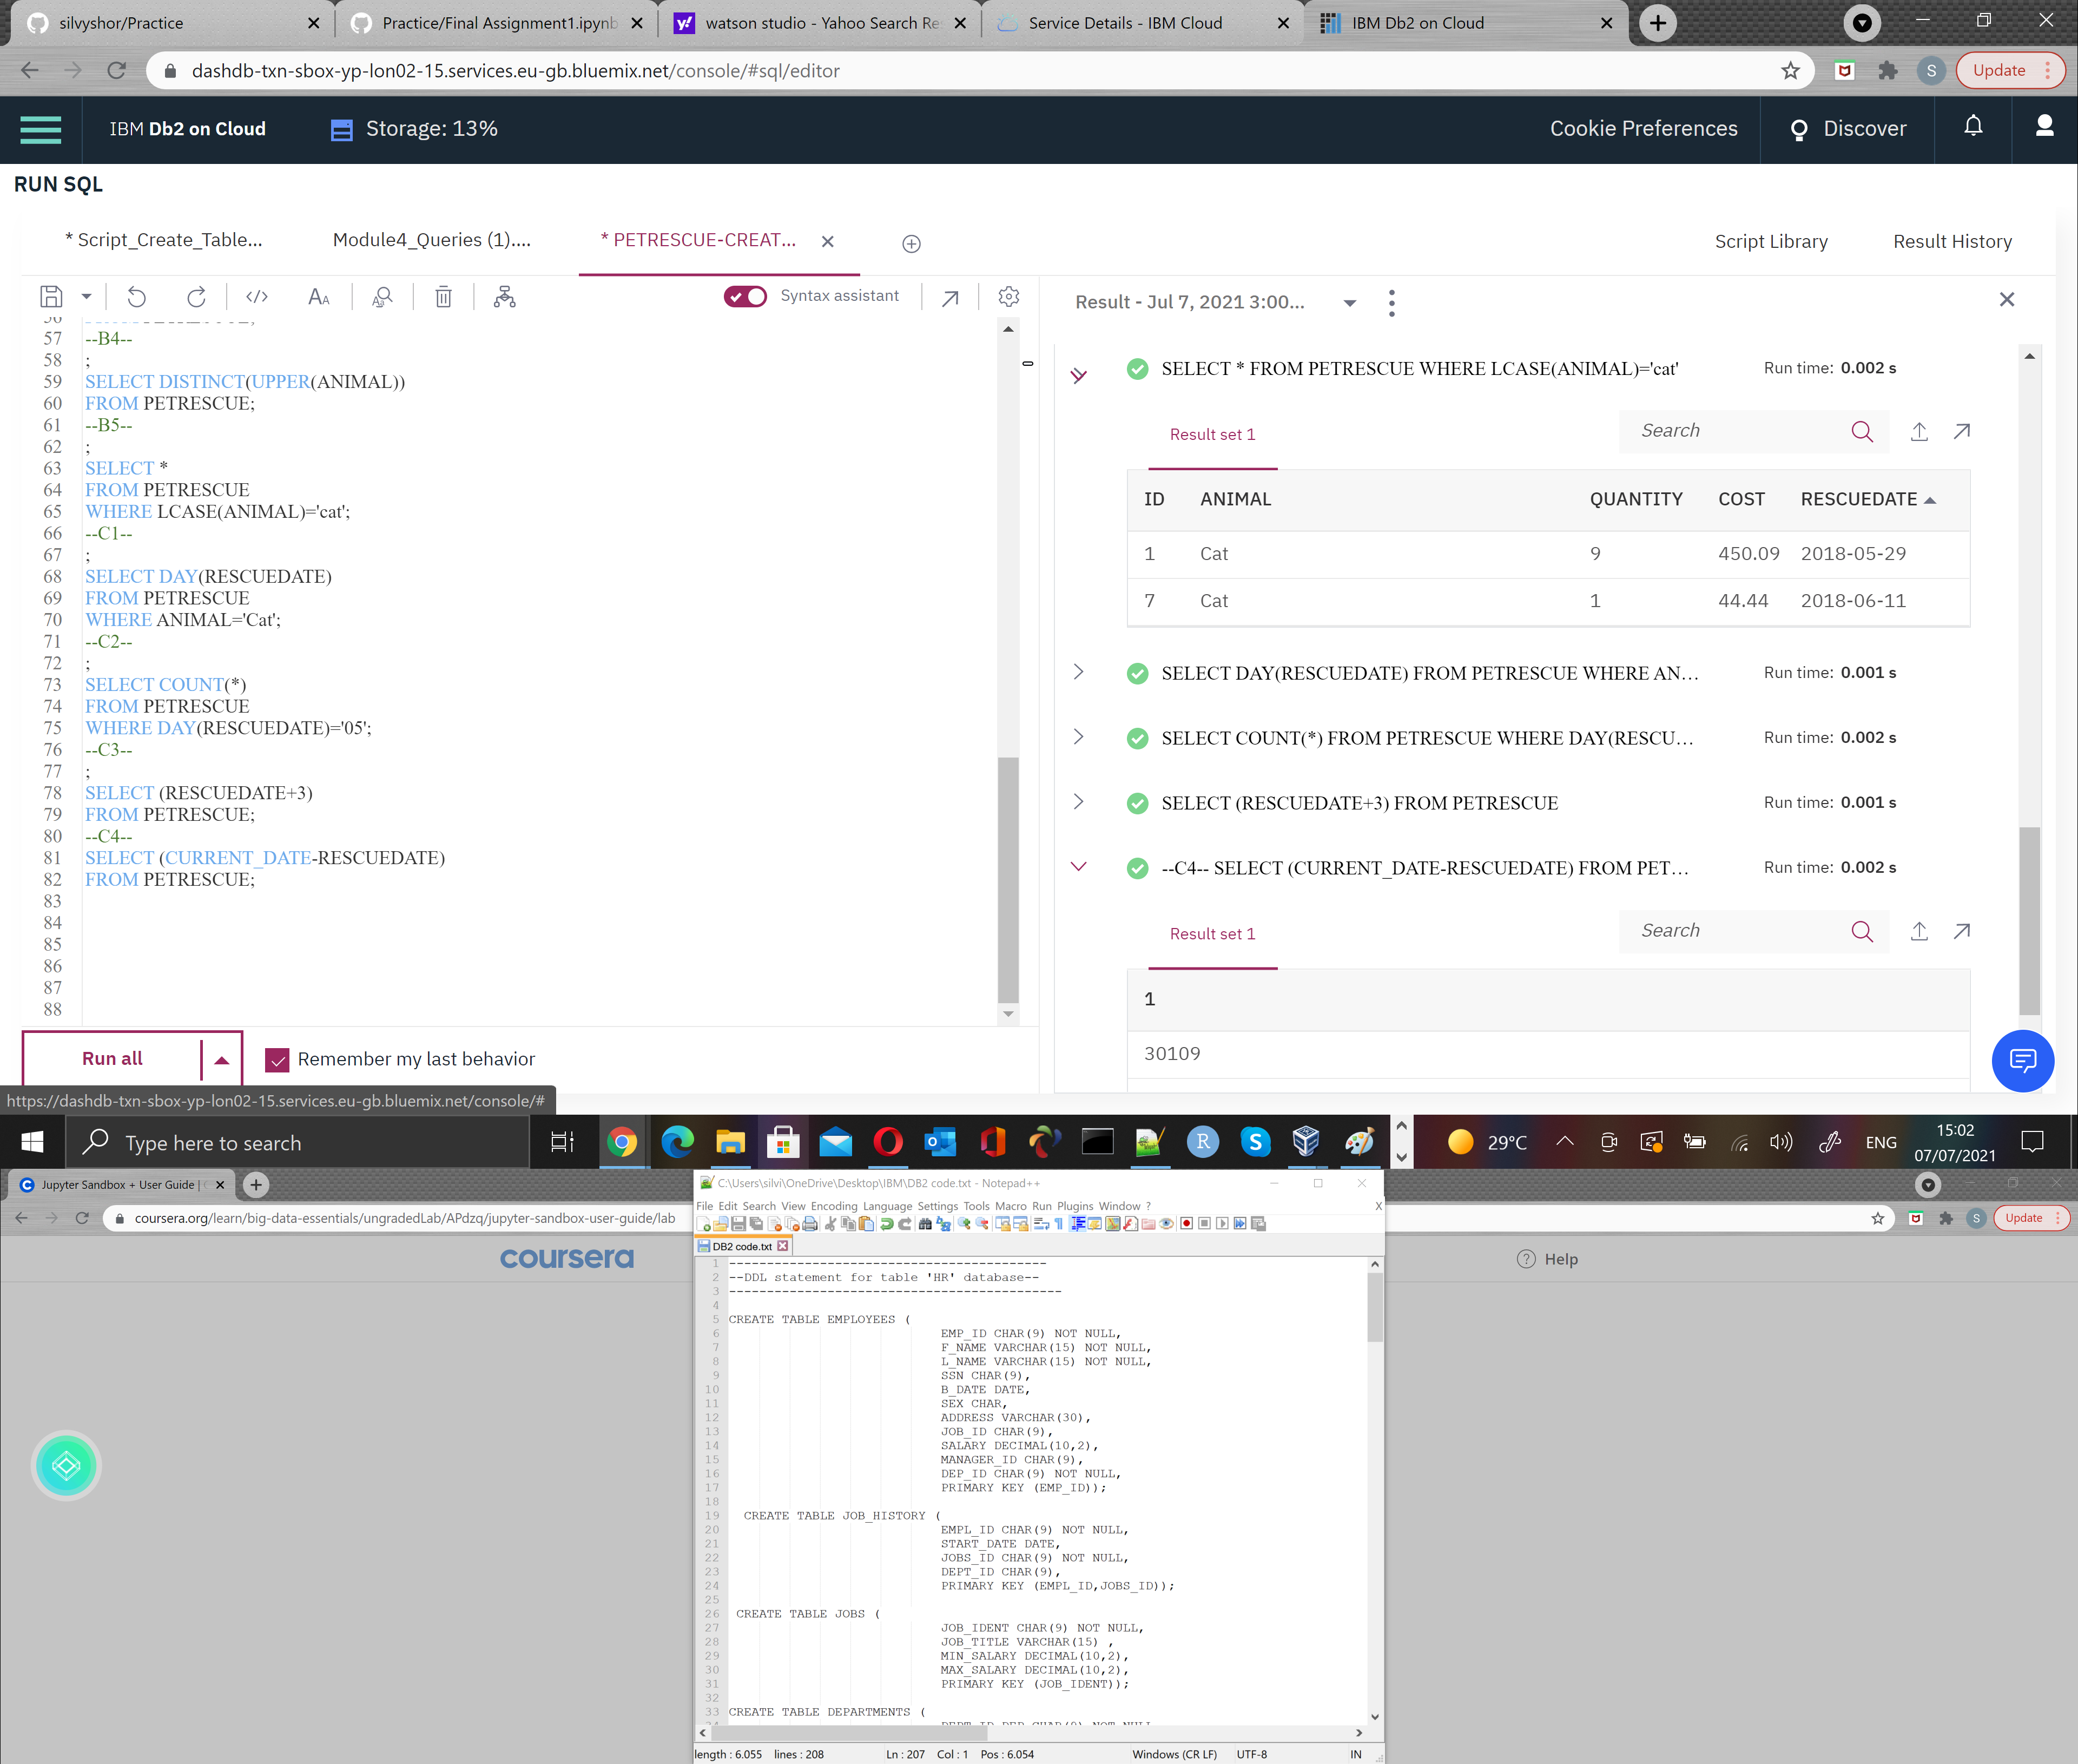 silvyshor/Practice
Practice/Final Assignment1.ipynb
watson studio - Yahoo Search Re
Service Details - IBM Cloud
IBM Db2 on Cloud
dashdb-txn-sbox-yp-lon02-15.services.eu-gb.bluemix.net/console/#sql/editor
S
Update
IBM Db2 on Cloud
Storage: 13%
Cookie Preferences
Discover
RUN SQL
* Script_Create_Table...
Module4_Queries (1)....
* PETRESCUE-CREAT...
Script Library
Result History
Syntax assistant
57 --B4--
58 ;
59 SELECT DISTINCT(UPPER(ANIMAL))
60 FROM PETRESCUE;
61 --B5--
62 ;
63 SELECT *
64 FROM PETRESCUE
65 WHERE LCASE(ANIMAL)='cat';
66 --C1--
67 ;
68 SELECT DAY(RESCUEDATE)
69 FROM PETRESCUE
70 WHERE ANIMAL='Cat';
71 --C2--
72 ;
73 SELECT COUNT(*)
74 FROM PETRESCUE
75 WHERE DAY(RESCUEDATE)='05';
76 --C3--
77 ;
78 SELECT (RESCUEDATE+3)
79 FROM PETRESCUE;
80 --C4--
81 SELECT (CURRENT_DATE-RESCUEDATE)
82 FROM PETRESCUE;
83
84
85
86
87
88
Run all
Remember my last behavior
https://dashdb-txn-sbox-yp-lon02-15.services.eu-gb.bluemix.net/console/#
Result - Jul 7, 2021 3:00...
SELECT * FROM PETRESCUE WHERE LCASE(ANIMAL)='cat' Run time: 0.002 s
Result set 1
Search
ID ANIMAL QUANTITY COST RESCUEDATE
1 Cat 9 450.09 2018-05-29
7 Cat 1 44.44 2018-06-11
SELECT DAY(RESCUEDATE) FROM PETRESCUE WHERE AN... Run time: 0.001 s
SELECT COUNT(*) FROM PETRESCUE WHERE DAY(RESCU... Run time: 0.002 s
SELECT (RESCUEDATE+3) FROM PETRESCUE Run time: 0.001 s
--C4-- SELECT (CURRENT_DATE-RESCUEDATE) FROM PET... Run time: 0.002 s
Result set 1
Search
1
30109
Type here to search
R
S
29°C
ENG
15:02
07/07/2021
Jupyter Sandbox + User Guide |
coursera.org/learn/big-data-essentials/ungradedLab/APdzq/jupyter-sandbox-user-guide/lab
S
Update
coursera
Help
C:\Users\silvi\OneDrive\Desktop\IBM\DB2 code.txt - Notepad++
File Edit Search View Encoding Language Settings Tools Macro Run Plugins Window ?
X
DB2 code.txt
1 ------------------------------------------
2 --DDL statement for table 'HR' database--
3 --------------------------------------------
4
5 CREATE TABLE EMPLOYEES (
6 EMP_ID CHAR(9) NOT NULL,
7 F_NAME VARCHAR(15) NOT NULL,
8 L_NAME VARCHAR(15) NOT NULL,
9 SSN CHAR(9),
10 B_DATE DATE,
11 SEX CHAR,
12 ADDRESS VARCHAR(30),
13 JOB_ID CHAR(9),
14 SALARY DECIMAL(10,2),
15 MANAGER_ID CHAR(9),
16 DEP_ID CHAR(9) NOT NULL,
17 PRIMARY KEY (EMP_ID));
18
19 CREATE TABLE JOB_HISTORY (
20 EMPL_ID CHAR(9) NOT NULL,
21 START_DATE DATE,
22 JOBS_ID CHAR(9) NOT NULL,
23 DEPT_ID CHAR(9),
24 PRIMARY KEY (EMPL_ID,JOBS_ID));
25
26 CREATE TABLE JOBS (
27 JOB_IDENT CHAR(9) NOT NULL,
28 JOB_TITLE VARCHAR(15) ,
29 MIN_SALARY DECIMAL(10,2),
30 MAX_SALARY DECIMAL(10,2),
31 PRIMARY KEY (JOB_IDENT));
32
33 CREATE TABLE DEPARTMENTS (
length : 6.055 lines : 208 Ln : 207 Col : 1 Pos : 6.054 Windows (CR LF) UTF-8 IN